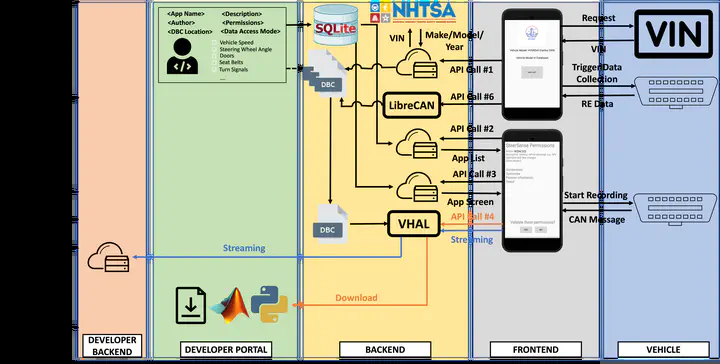 <App Name> <Description>
<Author> <Permissions>
<DBC Location> <Data Access Mode>
Vehicle Speed
Steering Wheel Angle
Doors
Seat Belts
Turn Signals
....
SQLite
DBC
NHTSA
VIN
Make/Model/
Year
API Call #1
LibreCAN
API Call #6
API Call #2
App List
API Call #3
App Screen
DBC
VHAL
API Call #4
Streaming
Streaming
Download
Request
VIN
VIN
Trigger Data
Collection
RE Data
Start Recording
CAN Message
DEVELOPER
BACKEND
DEVELOPER PORTAL
BACKEND
FRONTEND
VEHICLE